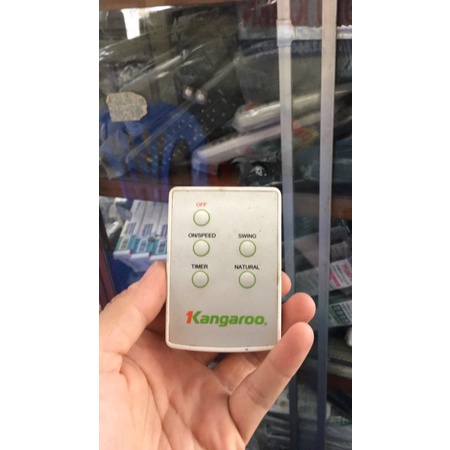 OFF
ON/SPEED SWING
TIMER NATURAL
Kangaroo